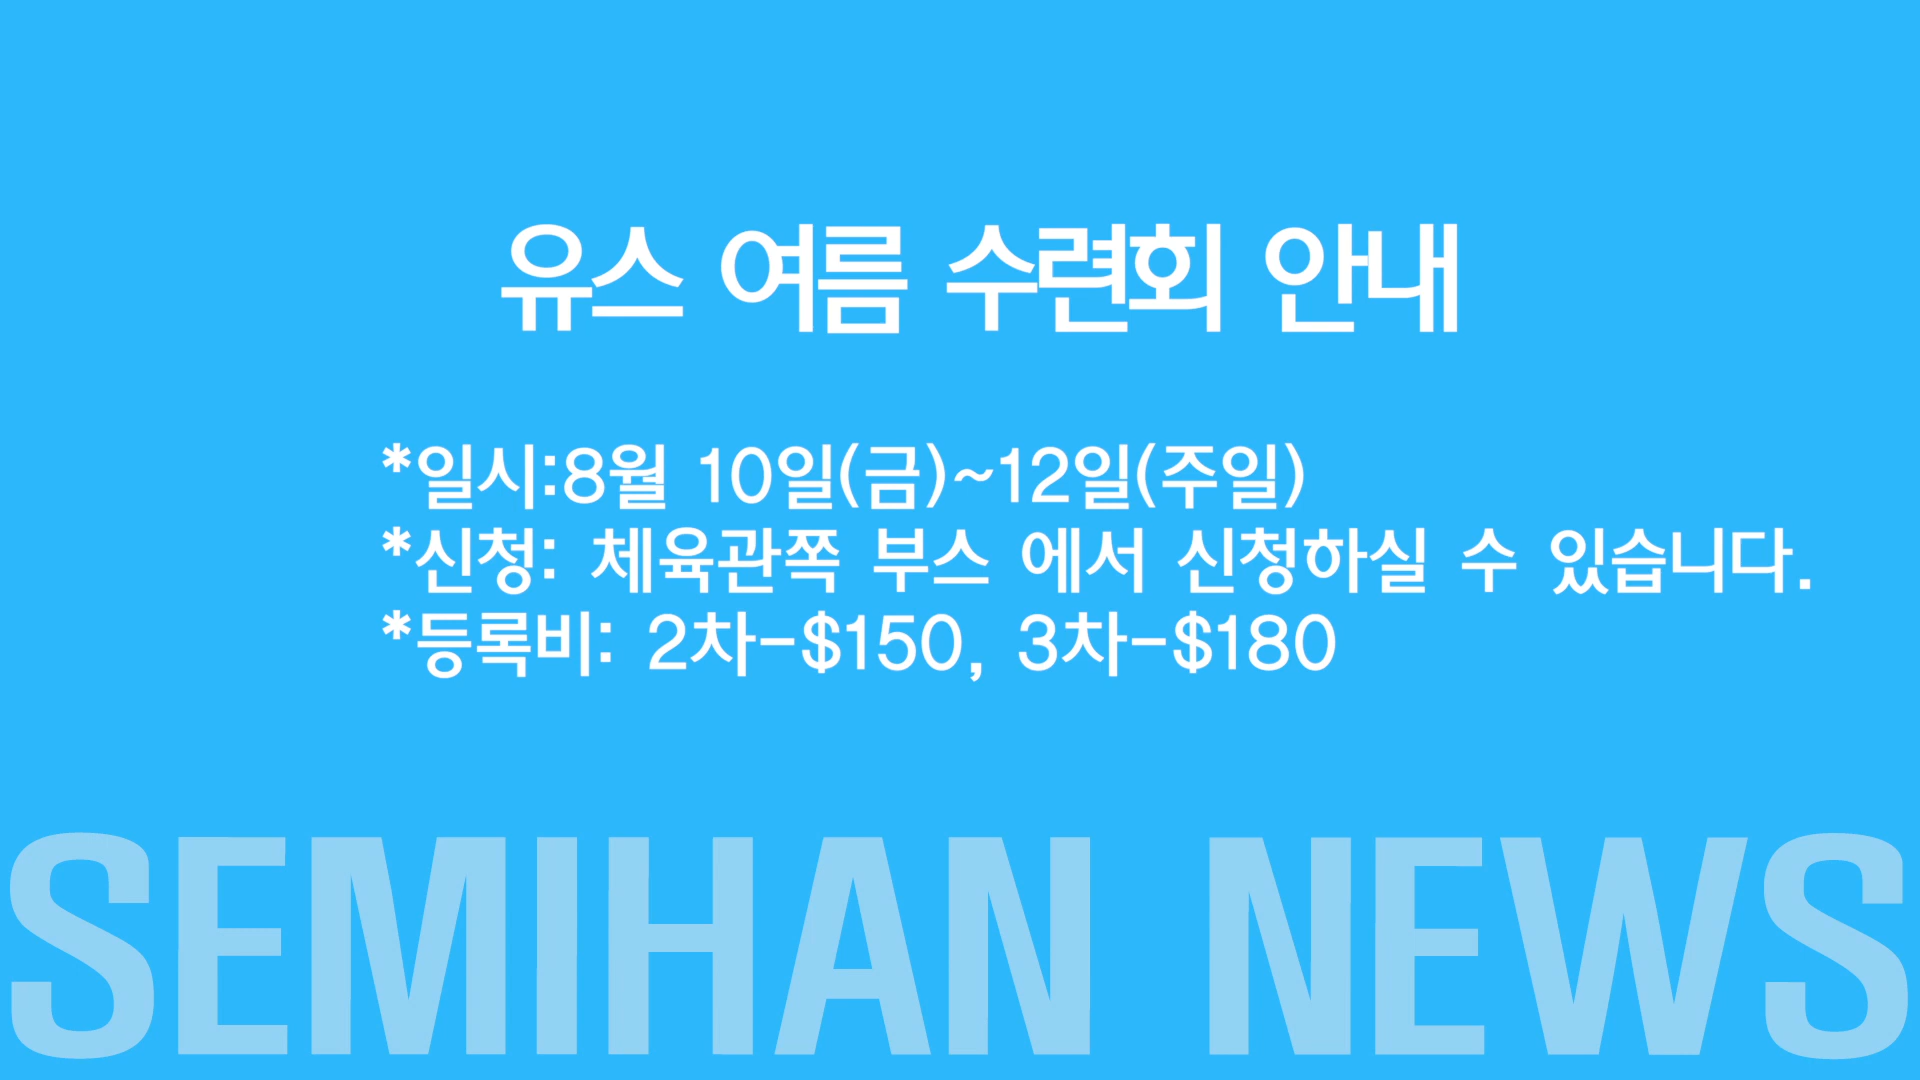 유스 여름 수련회 안내
*일시:8월 10일(금)~12일(주일)
*신청: 체육관쪽 부스 에서 신청하실 수 있습니다.
*등록비: 2차-$150, 3차-$180
SEMIHAN NEWS